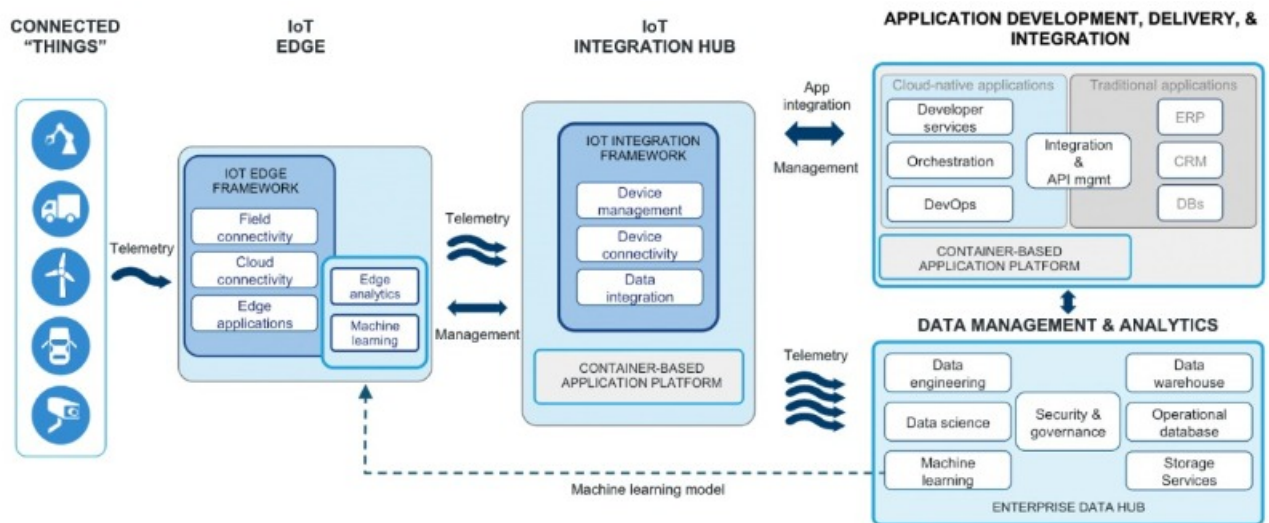 CONNECTED
“THINGS”
IoT
EDGE
IoT
INTEGRATION HUB
APPLICATION DEVELOPMENT, DELIVERY, &
INTEGRATION
Telemetry
IOT EDGE
FRAMEWORK
Field
connectivity
Cloud
connectivity
Edge
applications
Edge
analytics
Machine
learning
Telemetry
Management
IOT INTEGRATION
FRAMEWORK
Device
management
Device
connectivity
Data
integration
CONTAINER-BASED
APPLICATION PLATFORM
App
integration
Management
Cloud-native applications
Developer
services
Orchestration
DevOps
Integration
&
API mgmt
Traditional applications
ERP
CRM
DBs
CONTAINER-BASED
APPLICATION PLATFORM
DATA MANAGEMENT & ANALYTICS
Telemetry
Data
engineering
Data science
Machine
learning
Security &
governance
Data
warehouse
Operational
database
Storage
Services
ENTERPRISE DATA HUB
Machine learning model